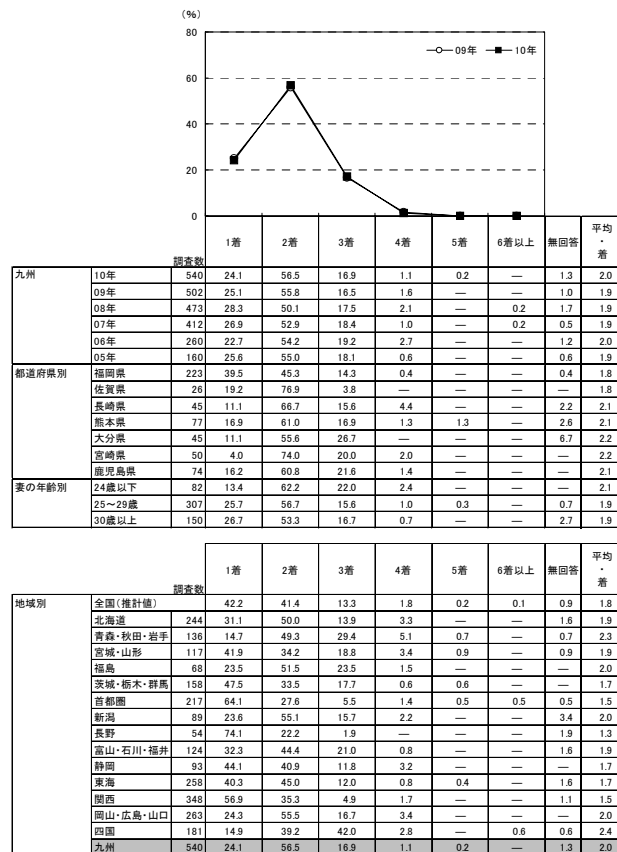 (%)
80
60
40
20
0
09年 10年
調査数 1着 2着 3着 4着 5着 6着以上 無回答 平均・着
九州 10年 540 24.1 56.5 16.9 1.1 0.2 — 1.3 2.0
09年 502 25.1 55.8 16.5 1.6 — — 1.0 1.9
08年 473 28.3 50.1 17.5 2.1 — 0.2 1.7 1.9
07年 412 26.9 52.9 18.4 1.0 — 0.2 0.5 1.9
06年 260 22.7 54.2 19.2 2.7 — — 1.2 2.0
05年 160 25.6 55.0 18.1 0.6 — — 0.6 1.9
都道府県別 福岡県 223 39.5 45.3 14.3 0.4 — — 0.4 1.8
佐賀県 26 19.2 76.9 3.8 — — — — 1.8
長崎県 45 11.1 66.7 15.6 4.4 — — 2.2 2.1
熊本県 77 16.9 61.0 16.9 1.3 1.3 — 2.6 2.1
大分県 45 11.1 55.6 26.7 — — — 6.7 2.2
宮崎県 50 4.0 74.0 20.0 2.0 — — — 2.2
鹿児島県 74 16.2 60.8 21.6 1.4 — — — 2.1
妻の年齢別 24歳以下 82 13.4 62.2 22.0 2.4 — — — 2.1
25～29歳 307 25.7 56.7 15.6 1.0 0.3 — 0.7 1.9
30歳以上 150 26.7 53.3 16.7 0.7 — — 2.7 1.9
調査数 1着 2着 3着 4着 5着 6着以上 無回答 平均・着
地域別 全国(推計値) 42.2 41.4 13.3 1.8 0.2 0.1 0.9 1.8
北海道 244 31.1 50.0 13.9 3.3 — — 1.6 1.9
青森・秋田・岩手 136 14.7 49.3 29.4 5.1 0.7 — 0.7 2.3
宮城・山形 117 41.9 34.2 18.8 3.4 0.9 — 0.9 1.9
福島 68 23.5 51.5 23.5 1.5 — — — 2.0
茨城・栃木・群馬 158 47.5 33.5 17.7 0.6 0.6 — — 1.7
首都圏 217 64.1 27.6 5.5 1.4 0.5 0.5 0.5 1.5
新潟 89 23.6 55.1 15.7 2.2 — — 3.4 2.0
長野 54 74.1 22.2 1.9 — — — 1.9 1.3
富山・石川・福井 124 32.3 44.4 21.0 0.8 — — 1.6 1.9
静岡 93 44.1 40.9 11.8 3.2 — — — 1.7
東海 258 40.3 45.0 12.0 0.8 0.4 — 1.6 1.7
関西 348 56.9 35.3 4.9 1.7 — — 1.1 1.5
岡山・広島・山口 263 24.3 55.5 16.7 3.4 — — — 2.0
四国 181 14.9 39.2 42.0 2.8 — 0.6 0.6 2.4
九州 540 24.1 56.5 16.9 1.1 0.2 — 1.3 2.0